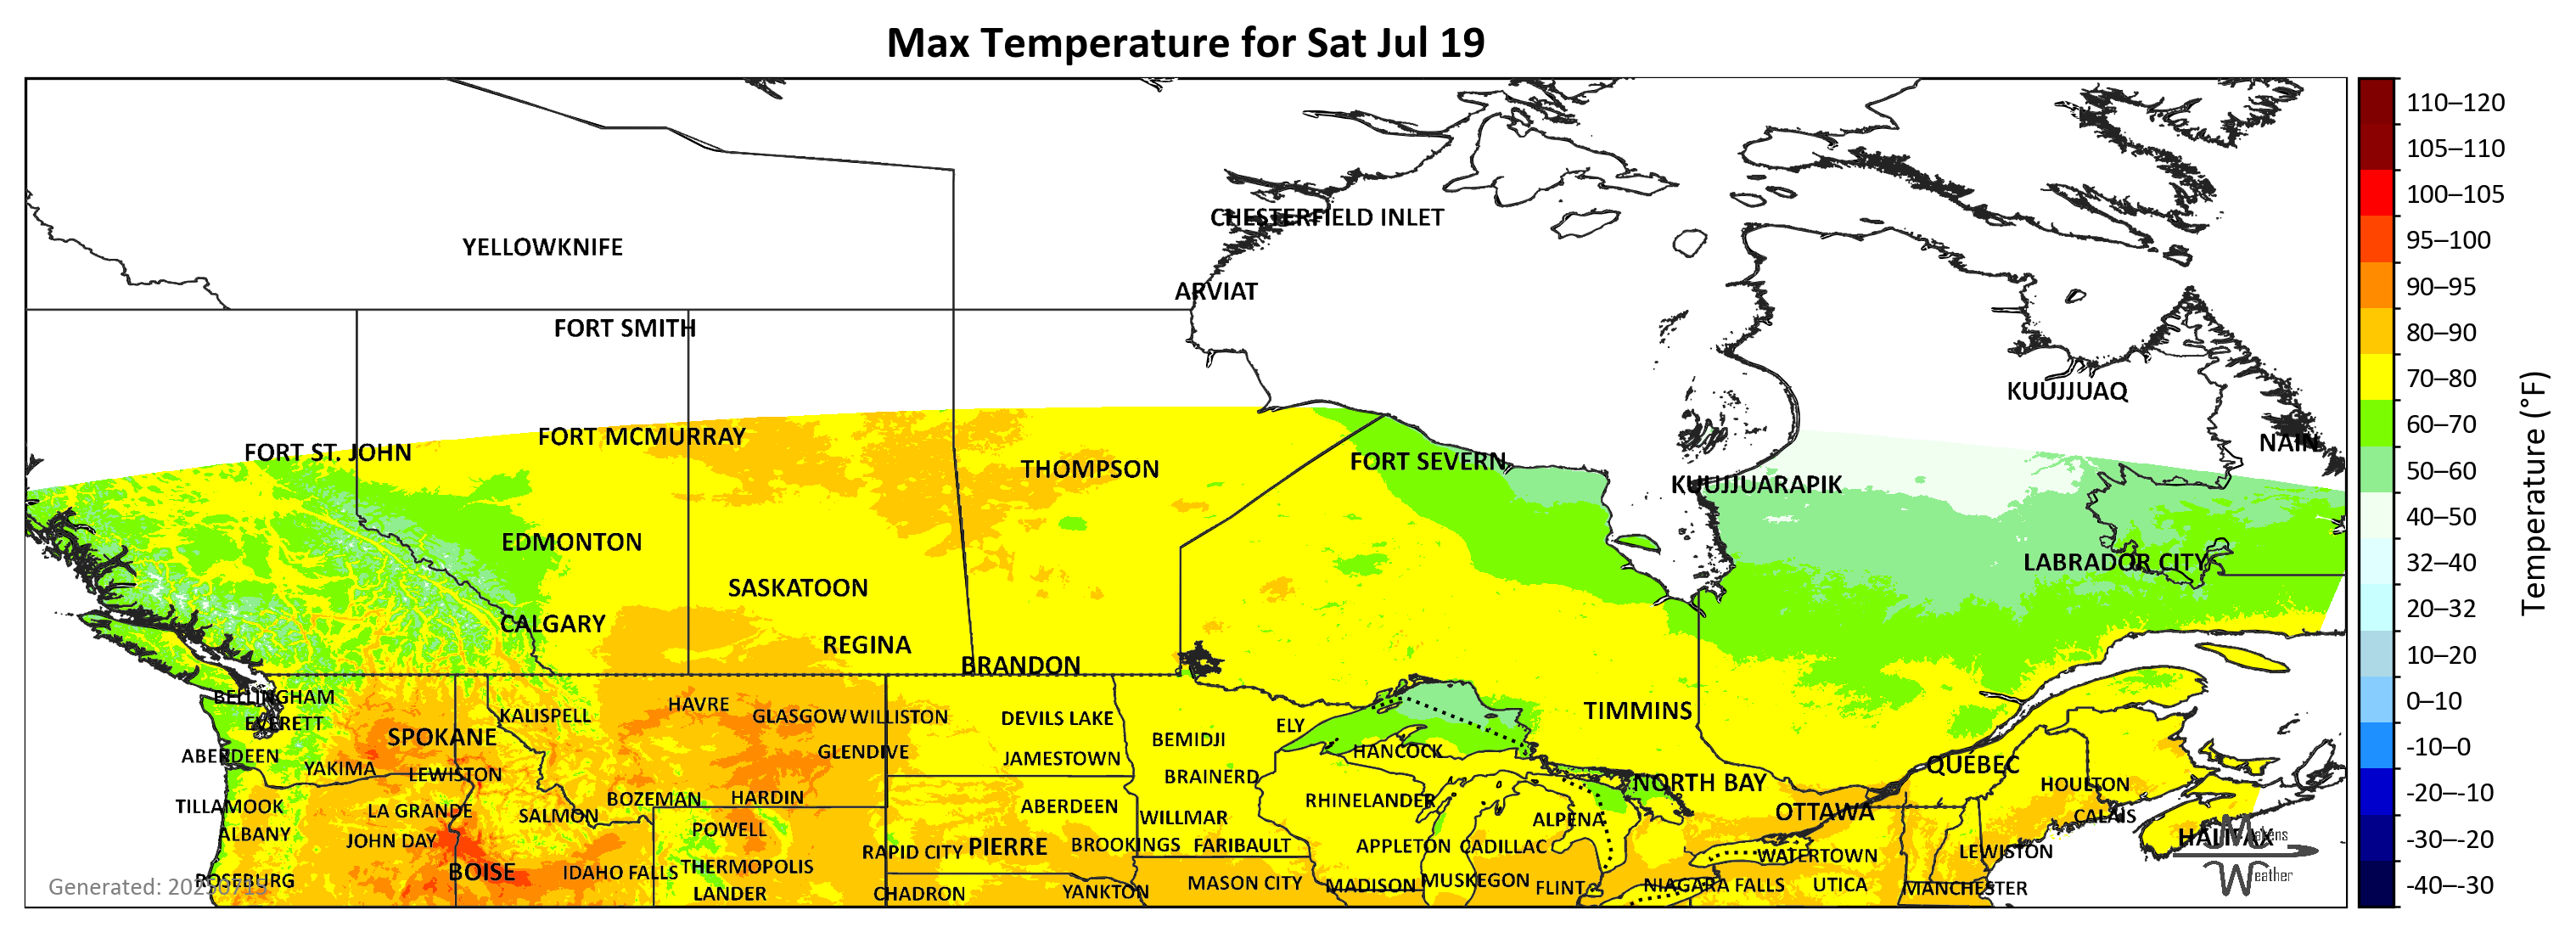 Max Temperature for Sat Jul 19
CHESTERFIELD INLET
YELLOWKNIFE
ARVIAT
FORT SMITH
KUUJJUAQ
FORT MCMURRAY
NAIN
FORT ST. JOHN
FORT SEVERN
THOMPSON
KUUJJUARAPIK
EDMONTON
LABRADOR CITY
SASKATOON
CALGARY
REGINA
BRANDON
BELLINGHAM
HAVRE
KALISPELL
GLASGOW
WILLISTON
DEVILS LAKE
TIMMINS
EVERETT
ELY
SPOKANE
BEMIDJI
GLENDIVE
HANCOCK
ABERDEEN
JAMESTOWN
QUEBEC
YAKIMA
LEWISTON
BRAINERD
NORTH BAY
HOULTON
BOZEMAN
HARDIN
RHINELANDER
TILLAMOOK
LA GRANDE
SALMON
ABERDEEN
WILLMAR
OTTAWA
CALAIS
ALPENA
ALBANY
POWELL
HALIFAX
JOHN DAY
PIERRE
BROOKINGS
FARIBAULT
APPLETON
CADILLAC
RAPID CITY
WATERTOWN
LEWISTON
BOISE
IDAHO FALLS
THERMOPOLIS
ROSEBURG
MASON CITY
MADISON
MUSKEGON
FLINT
NIAGARA FALLS
UTICA
MANCHESTER
LANDER
CHADRON
YANKTON
Makens
Weather
Generated: 20250715
110–120
105–110
100–105
95–100
90–95
80–90
70–80
60–70
50–60
40–50
32–40
20–32
10–20
0–10
-10–0
-20–-10
-30–-20
-40–-30
Temperature (°F)